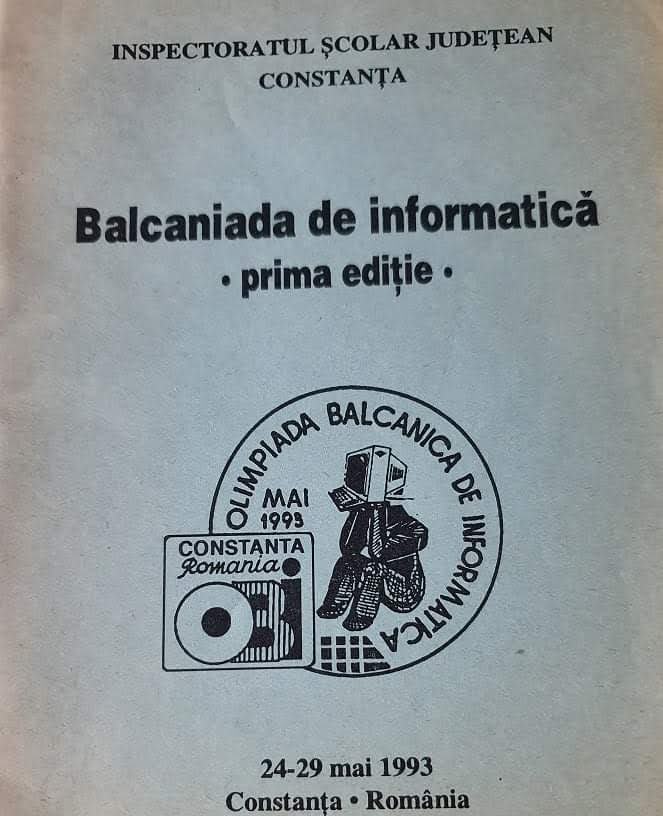 INSPECTORATUL ŞCOLAR JUDEŢEAN
CONSTANŢA
Balcaniada de informatică
• prima ediţie •
OLIMPIADA BALCANICA DE INFORMATICA
MAI
1993
CONSTANTA
Romania
OBi
24-29 mai 1993
Constanţa • România